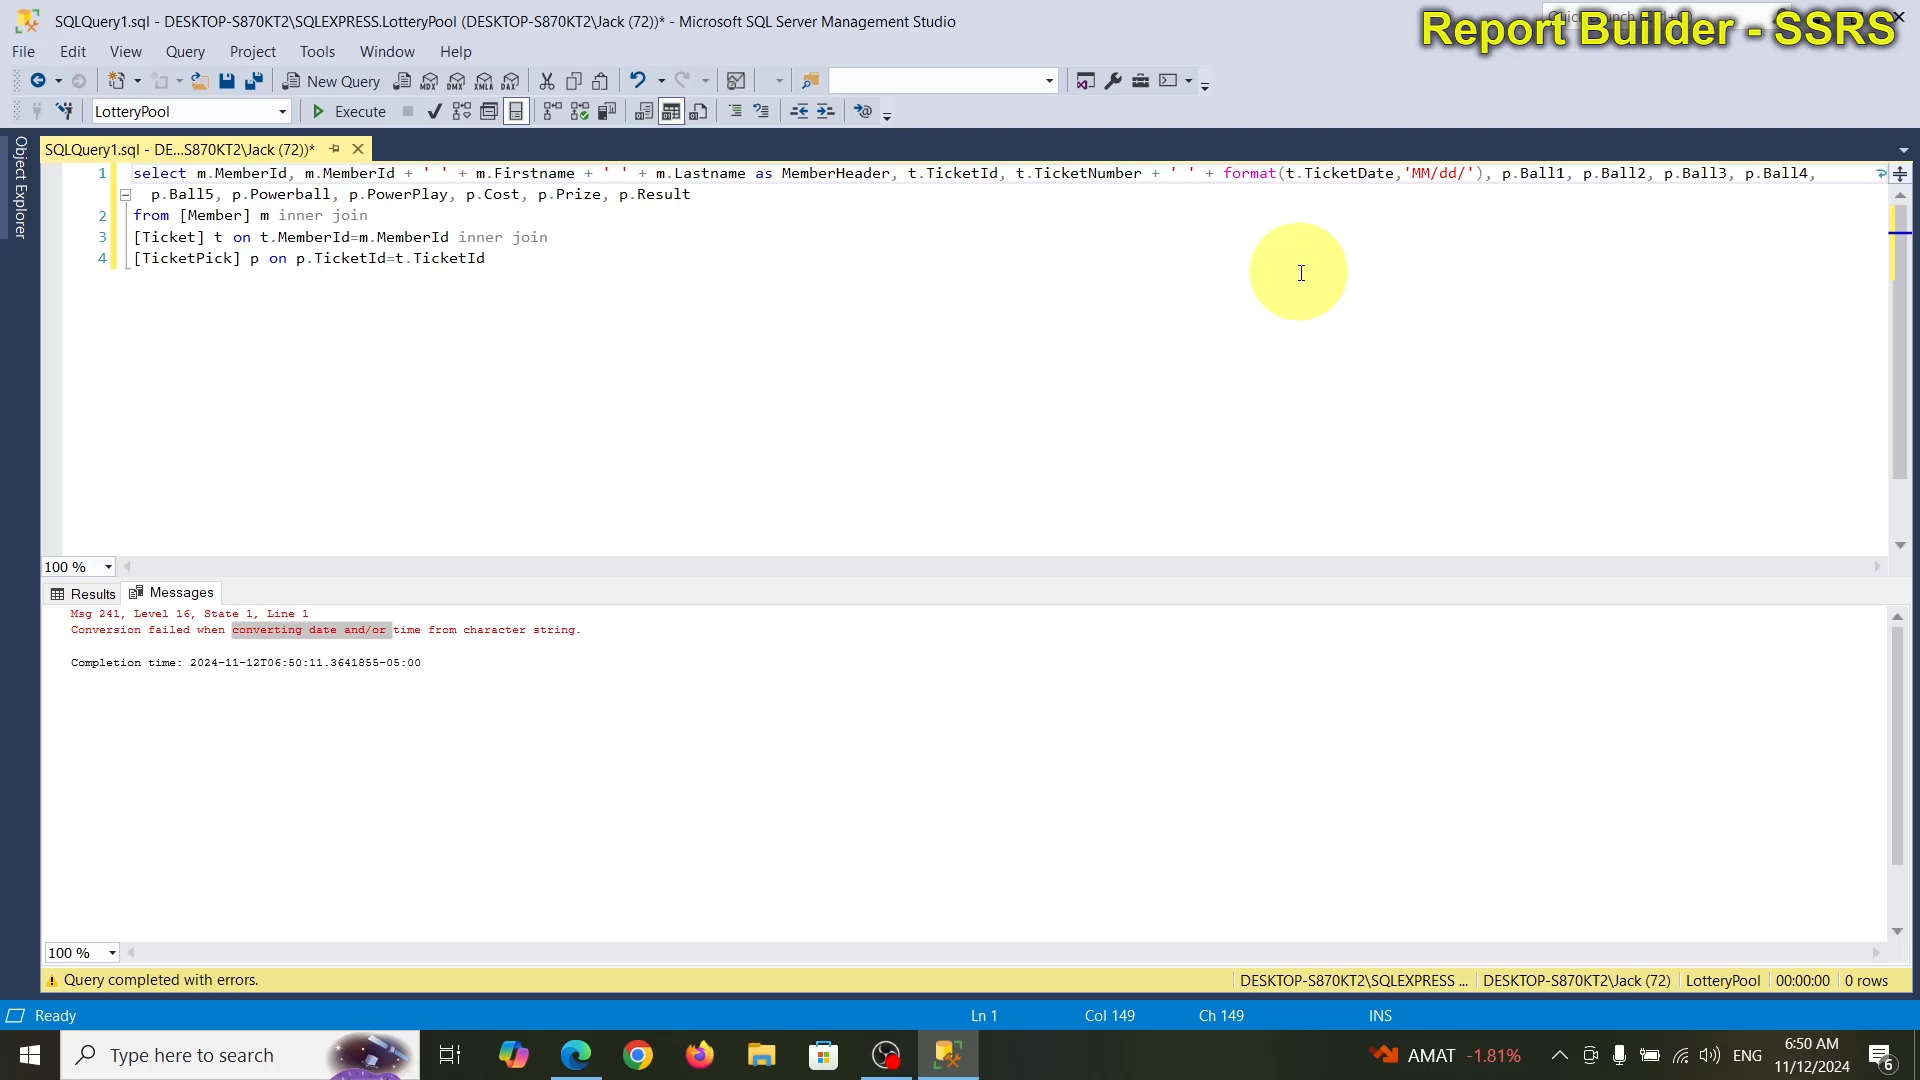 SQLQuery1.sql - DESKTOP-S870KT2\SQLEXPRESS.LotteryPool (DESKTOP-S870KT2\Jack (72))* - Microsoft SQL Server Management Studio
Report Builder - SSRS
File Edit View Query Project Tools Window Help
New Query
MDX DMX XMLA DAX
LotteryPool Execute
Object Explorer
SQLQuery1.sql - DE...S870KT2\Jack (72))*
1 select m.MemberId, m.MemberId + ' ' + m.Firstname + ' ' + m.Lastname as MemberHeader, t.TicketId, t.TicketNumber + ' ' + format(t.TicketDate,'MM/dd/'), p.Ball1, p.Ball2, p.Ball3, p.Ball4,
p.Ball5, p.Powerball, p.PowerPlay, p.Cost, p.Prize, p.Result
2 from [Member] m inner join
3 [Ticket] t on t.MemberId=m.MemberId inner join
4 [TicketPick] p on p.TicketId=t.TicketId
100 %
Results Messages
Msg 241, Level 16, State 1, Line 1
Conversion failed when converting date and/or time from character string.
Completion time: 2024-11-12T06:50:11.3641855-05:00
100 %
Query completed with errors. DESKTOP-S870KT2\SQLEXPRESS ... DESKTOP-S870KT2\Jack (72) LotteryPool 00:00:00 0 rows
Ready Ln 1 Col 149 Ch 149 INS
Type here to search AMAT -1.81% ENG 6:50 AM
11/12/2024 6